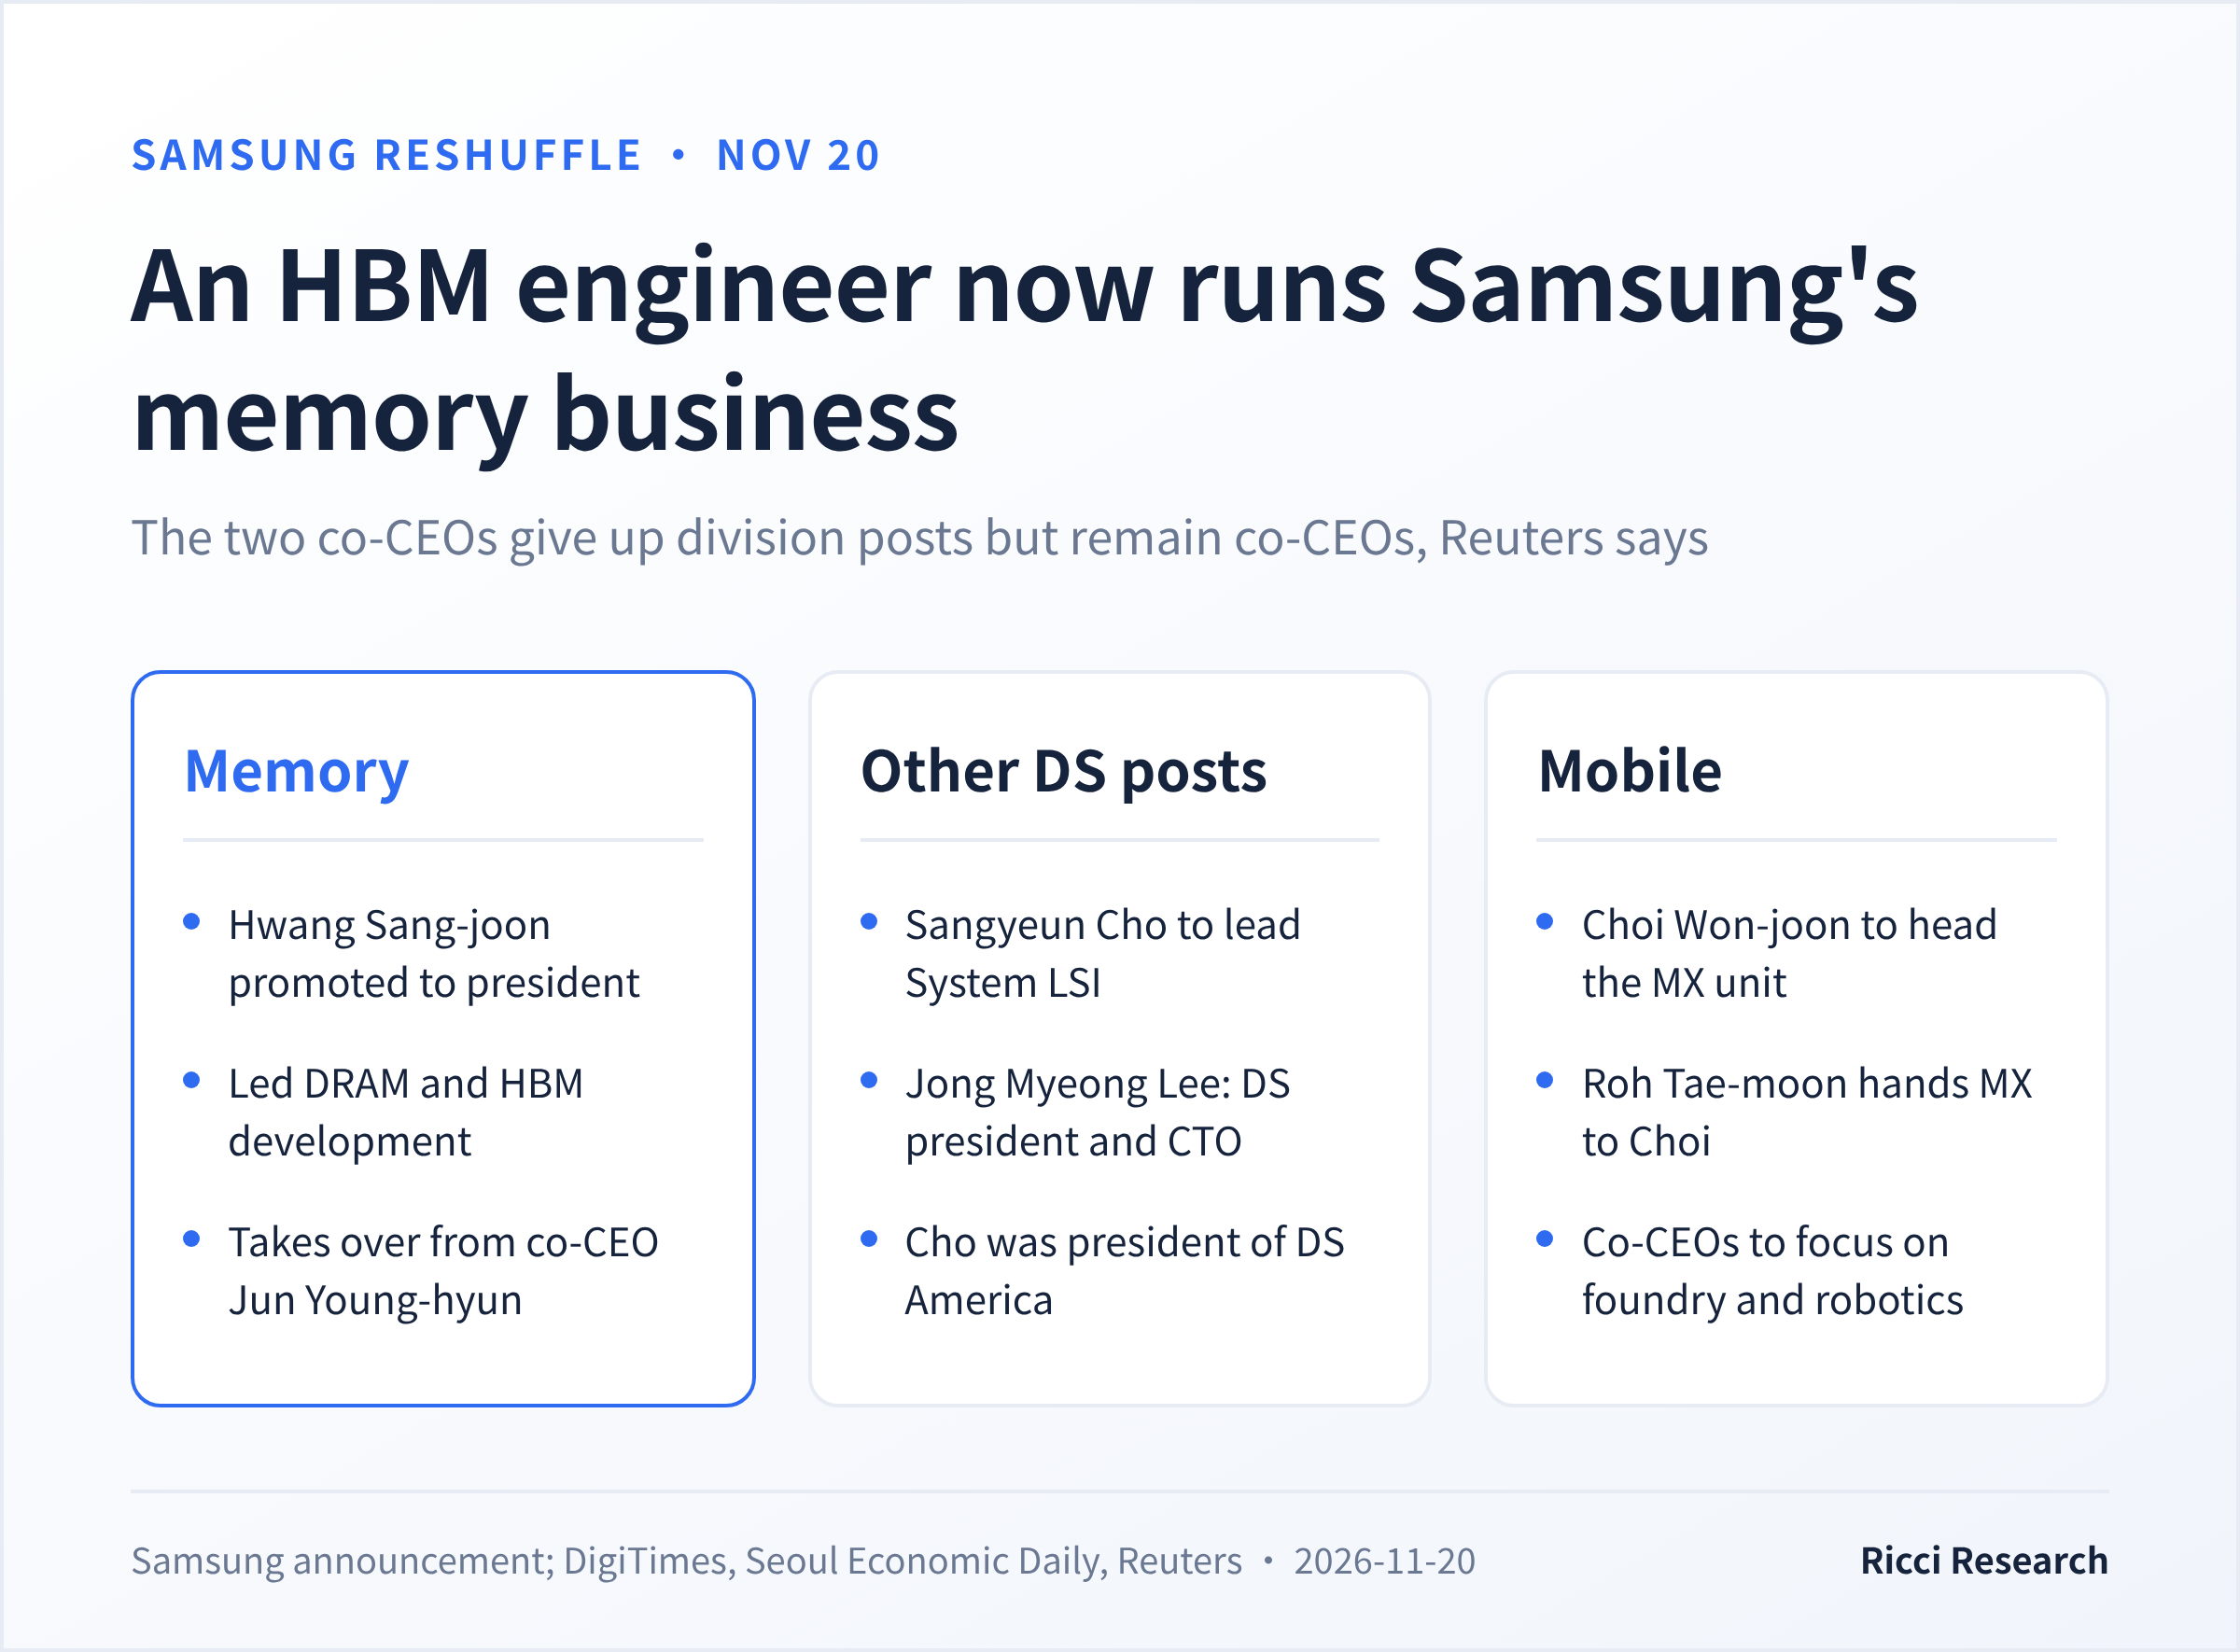 SAMSUNG RESHUFFLE • NOV 20
An HBM engineer now runs Samsung's
memory business
The two co-CEOs give up division posts but remain co-CEOs, Reuters says
Memory
• Hwang Sang-joon
promoted to president
• Led DRAM and HBM
development
• Takes over from co-CEO
Jun Young-hyun
Other DS posts
• Sangyeun Cho to lead
System LSI
• Jong Myeong Lee: DS
president and CTO
• Cho was president of DS
America
Mobile
• Choi Won-joon to head
the MX unit
• Roh Tae-moon hands MX
to Choi
• Co-CEOs to focus on
foundry and robotics
Samsung announcement; DigiTimes, Seoul Economic Daily, Reuters • 2026-11-20
Ricci Research